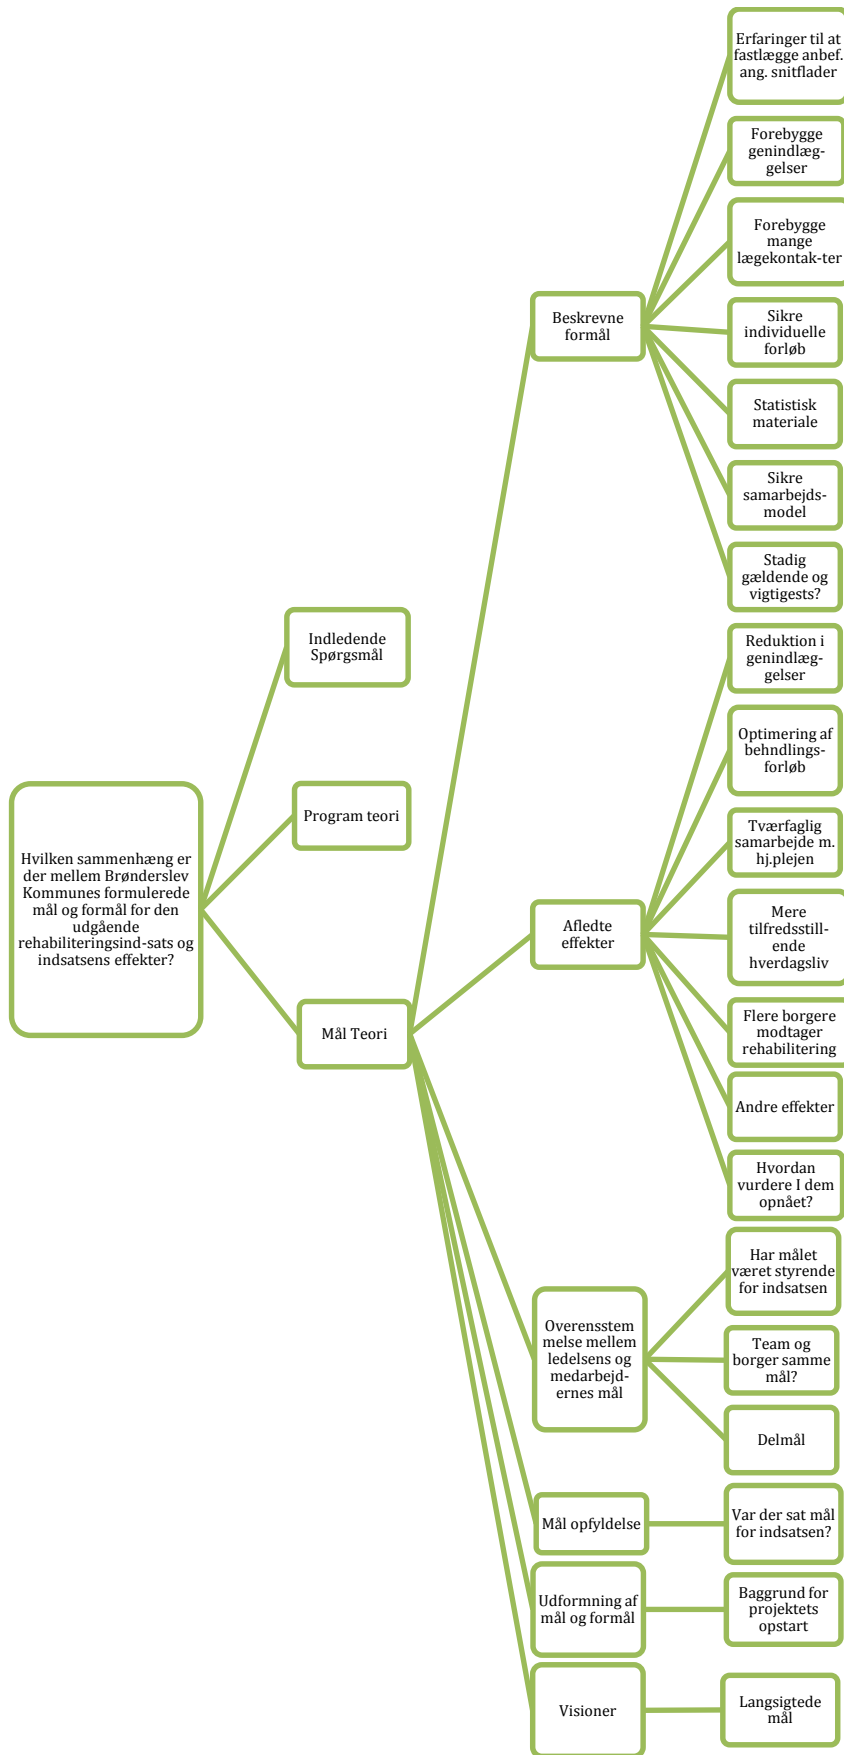 Hvilken sammenhæng er
der mellem Brønderslev
Kommunes formulerede
mål og formål for den
udgående
rehabiliteringsind-sats og
indsatsens effekter?
Indledende
Spørgsmål
Program teori
Mål Teori
Beskrevne
formål
Erfaringer til at
fastlægge anbef.
ang. snitflader
Forebygge
genindlæg-
gelser
Forebygge
mange
lægekontak-ter
Sikre
individuelle
forløb
Statistisk
materiale
Sikre
samarbejds-
model
Stadig
gældende og
vigtigests?
Afledte
effekter
Reduktion i
genindlæg-
gelser
Optimering af
behndlings-
forløb
Tværfaglig
samarbejde m.
hj.plejen
Mere
tilfredsstill-
ende
hverdagsliv
Flere borgere
modtager
rehabilitering
Andre effekter
Hvordan
vurdere I dem
opnået?
Overensstem
melse mellem
ledelsens og
medarbejd-
ernes mål
Har målet
været styrende
for indsatsen
Team og
borger samme
mål?
Delmål
Mål opfyldelse
Var der sat mål
for indsatsen?
Udformning af
mål og formål
Baggrund for
projektets
opstart
Visioner
Langsigtede
mål